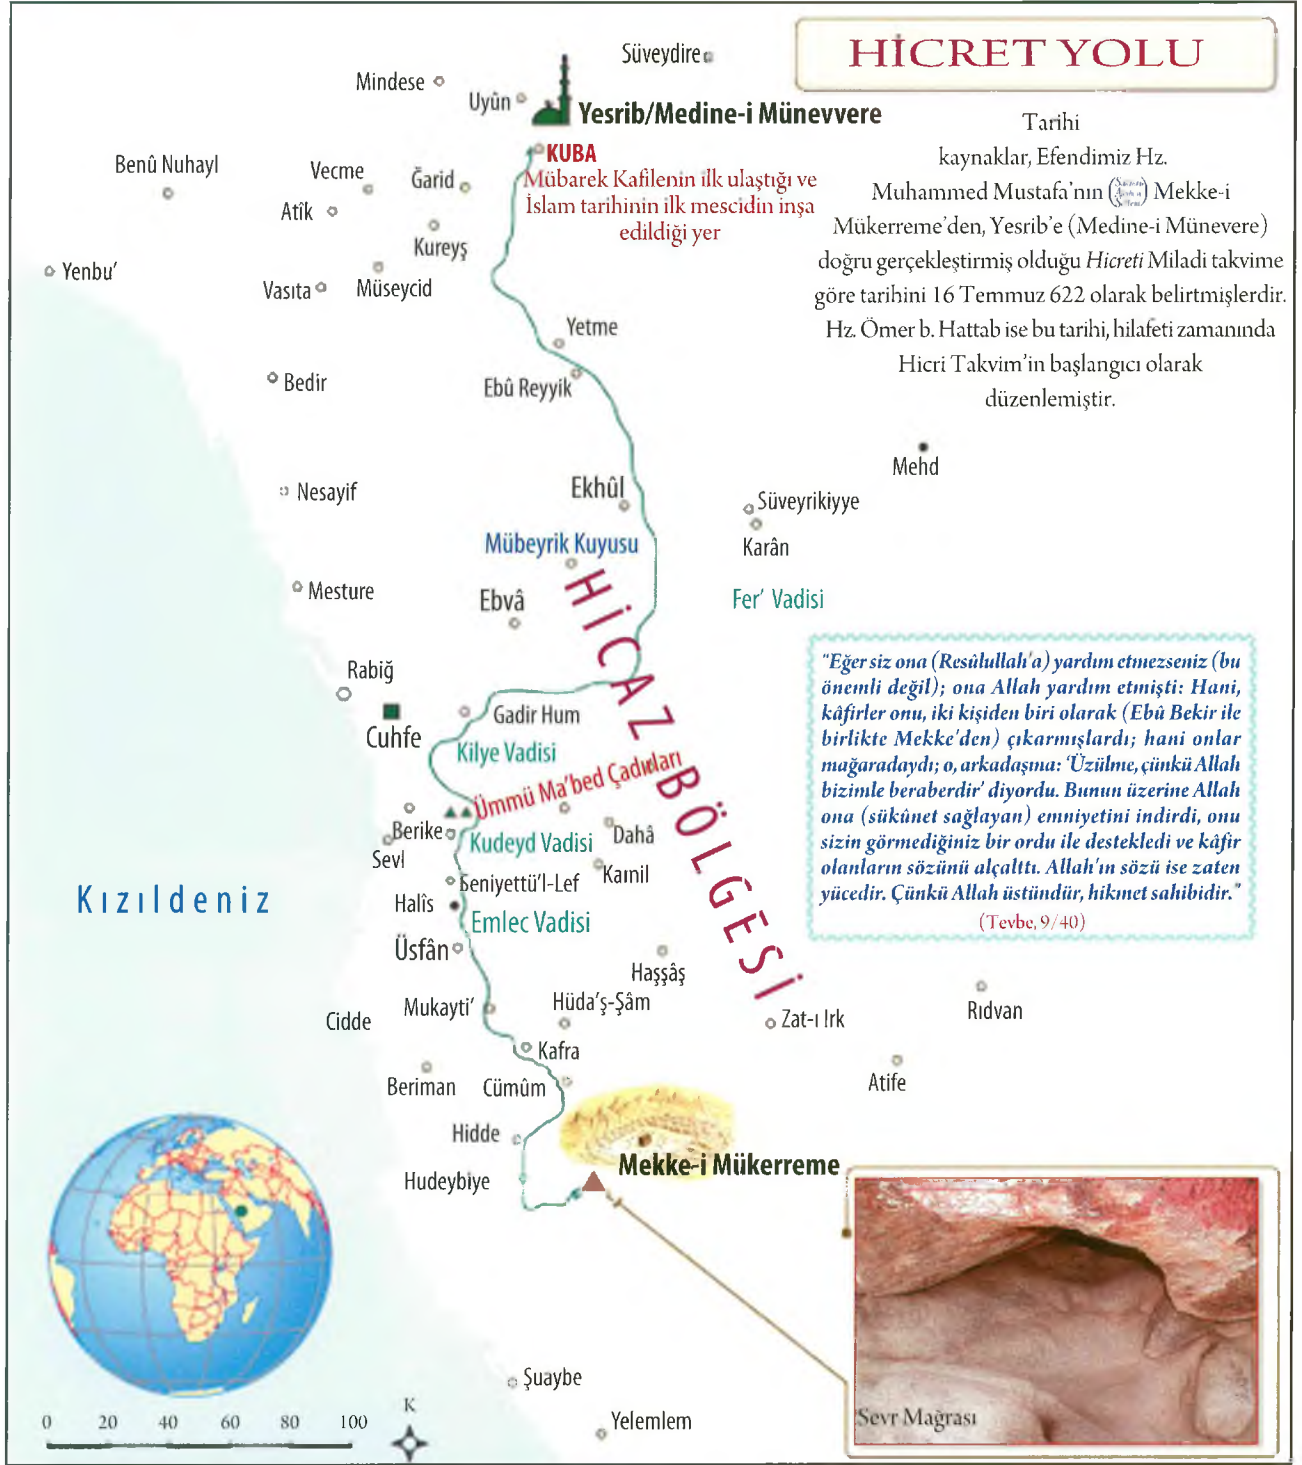 HİCRET YOLU
Tarihi
kaynaklar, Efendimiz Hz.
Muhammed Mustafa'nın Mekke-i
Mükerreme'den, Yesrib'e (Medine-i Münevere)
doğru gerçekleştirmiş olduğu Hicreti Miladi takvime
göre tarihini 16 Temmuz 622 olarak belirtmişlerdir.
Hz. Ömer b. Hattab ise bu tarihi, hilafeti zamanında
Hicri Takvim'in başlangıcı olarak
düzenlemiştir.
Süveydire
Mindese
Uyûn
Yesrib/Medine-i Münevvere
KUBA
Mübarek Kafilenin ilk ulaştığı ve
İslam tarihinin ilk mescidin inşa
edildiği yer
Benû Nuhayl
Vecme
Ğarid
Atîk
Kureyş
Yenbu'
Vasıta
Müseycid
Yetme
Bedir
Ebû Reyyik
Mehd
Nesayif
Ekhûl
Süveyrikiyye
Karân
Mübeyrik Kuyusu
Mesture
Ebvâ
Fer' Vadisi
HİCAZ BÖLGESİ
"Eğer siz ona (Resûlullah'a) yardım etmezseniz (bu
önemli değil); ona Allah yardım etmişti: Hani,
kâfirler onu, iki kişiden biri olarak (Ebû Bekir ile
birlikte Mekke'den) çıkarmışlardı; hani onlar
mağaradaydı; o, arkadaşına: 'Üzülme, çünkü Allah
bizimle beraberdir' diyordu. Bunun üzerine Allah
ona (sükûnet sağlayan) emniyetini indirdi, onu
sizin görmediğiniz bir ordu ile destekledi ve kâfir
olanların sözünü alçalttı. Allah'ın sözü ise zaten
yücedir. Çünkü Allah üstündür, hikmet sahibidir."
(Tevbe, 9/40)
Rabiğ
Gadir Hum
Cuhfe
Kilye Vadisi
Ümmü Ma'bed Çadırları
Berike
Kudeyd Vadisi
Dahâ
Sevl
Seniyettü'l-Lef
Kamil
Kızıldeniz
Halîs
Emlec Vadisi
Üsfân
Haşşâş
Mukayti'
Hüda'ş-Şâm
Cidde
Zat-ı Irk
Rıdvan
Kafra
Beriman
Cümûm
Atife
Hidde
Mekke-i Mükerreme
Hudeybiye
Sevr Mağrası
Şuaybe
Yelemlem
K
0 20 40 60 80 100